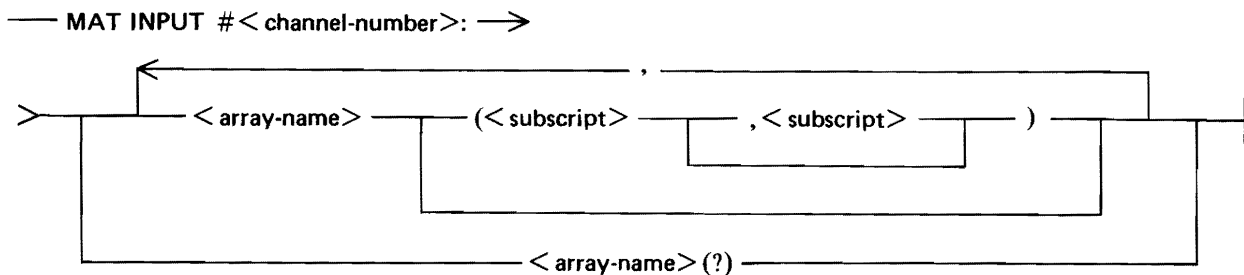 MAT INPUT #<channel-number>:
,
<array-name> (<subscript> ,<subscript> )
<array-name>(?)